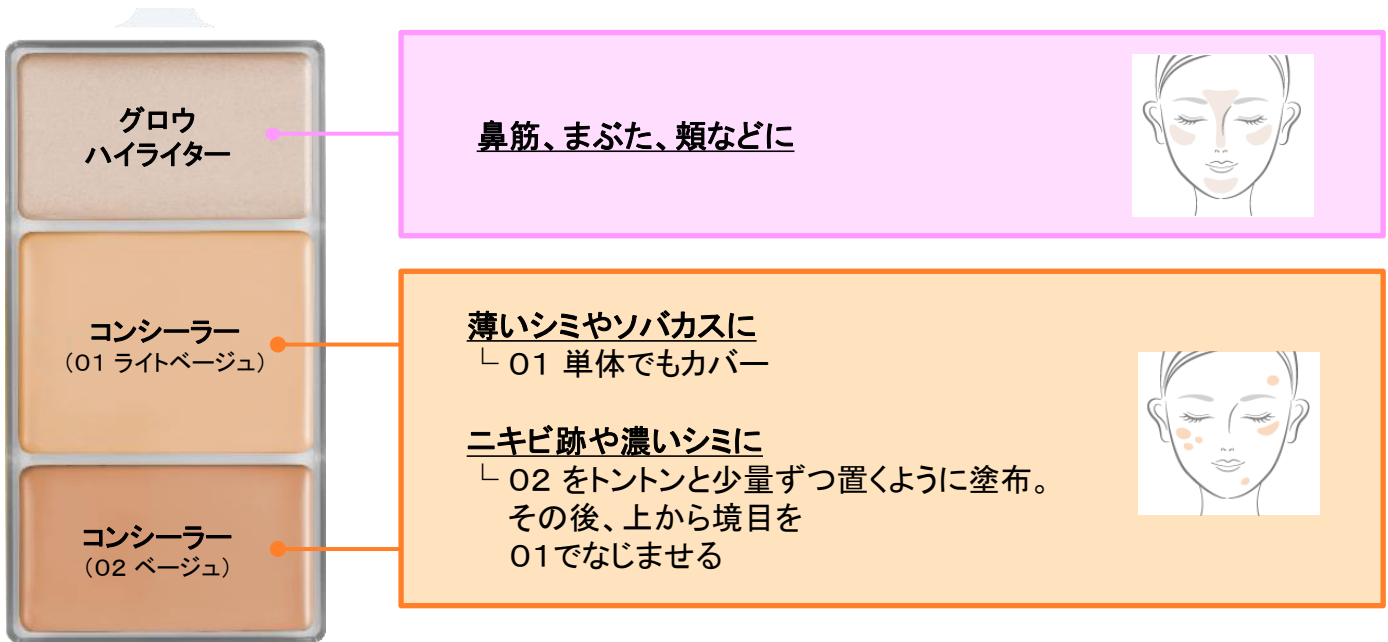 グロウ
ハイライター
鼻筋、まぶた、頬などに
コンシーラー
（01 ライトベージュ）
コンシーラー
（02 ベージュ）
薄いシミやソバカスに
└ 01 単体でもカバー
ニキビ跡や濃いシミに
└ 02 をトントンと少量ずつ置くように塗布。
その後、上から境目を
01でなじませる